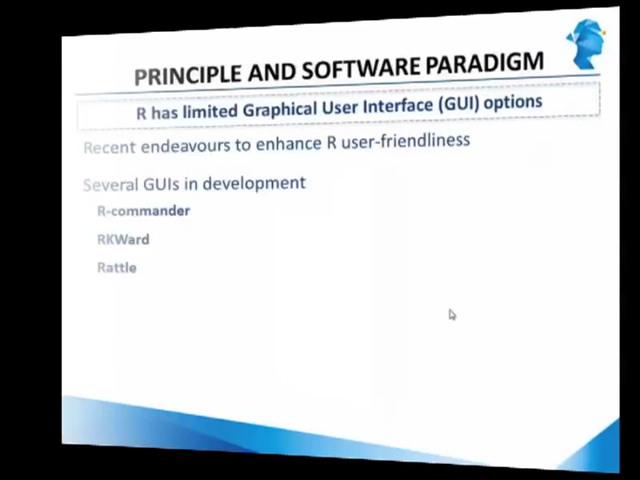 PRINCIPLE AND SOFTWARE PARADIGM
R has limited Graphical User Interface (GUI) options
Recent endeavours to enhance R user-friendliness
Several GUIs in development
R-commander
RKWard
Rattle